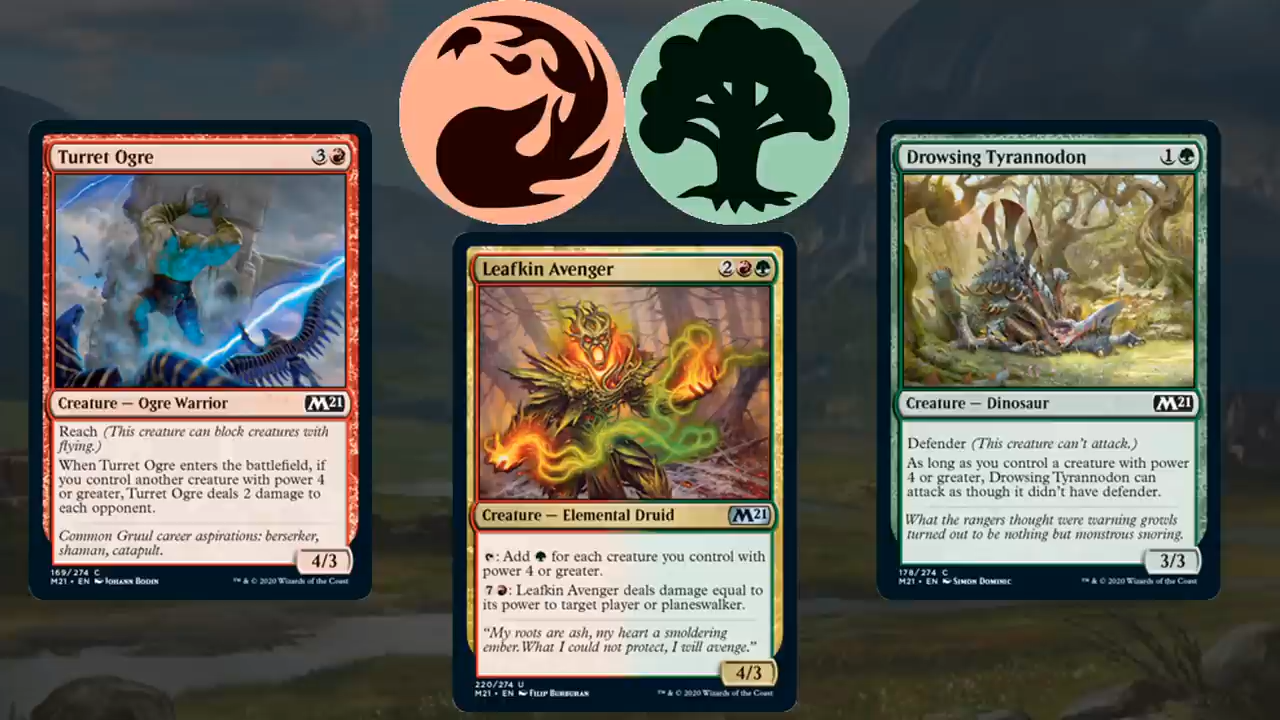 Turret Ogre 3
Creature — Ogre Warrior M21
Reach (This creature can block creatures with
flying.)
When Turret Ogre enters the battlefield, if
you control another creature with power 4
or greater, Turret Ogre deals 2 damage to
each opponent.
Common Gruul career aspirations: berserker,
shaman, catapult.
4/3
169/274 C
M21 • EN Johann Bodin ™ & © 2020 Wizards of the Coast
Leafkin Avenger 2
Creature — Elemental Druid M21
: Add for each creature you control with
power 4 or greater.
7 : Leafkin Avenger deals damage equal to
its power to target player or planeswalker.
"My roots are ash, my heart a smoldering
ember. What I could not protect, I will avenge."
4/3
220/274 U
M21 • EN Filip Burburan ™ & © 2020 Wizards of the Coast
Drowsing Tyrannodon 1
Creature — Dinosaur M21
Defender (This creature can't attack.)
As long as you control a creature with power
4 or greater, Drowsing Tyrannodon can
attack as though it didn't have defender.
What the rangers thought were warning growls
turned out to be nothing but monstrous snoring.
3/3
178/274 C
M21 • EN Simon Dominic ™ & © 2020 Wizards of the Coast